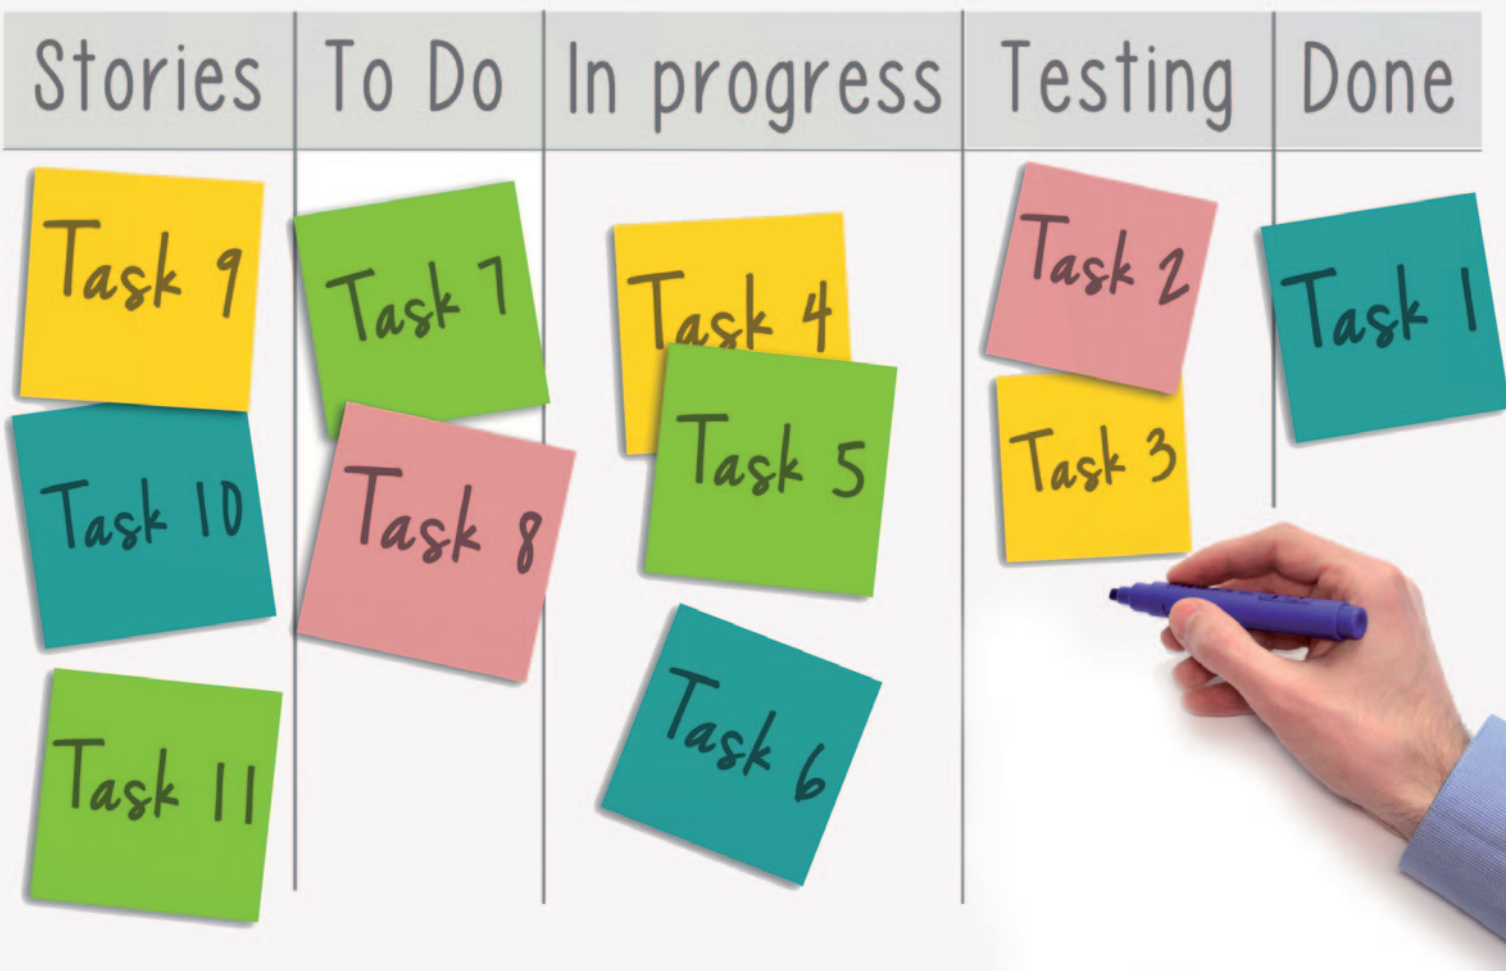 Stories To Do In progress Testing Done
Task 9
Task 10
Task 11
Task 7
Task 8
Task 4
Task 5
Task 6
Task 2
Task 3
Task 1